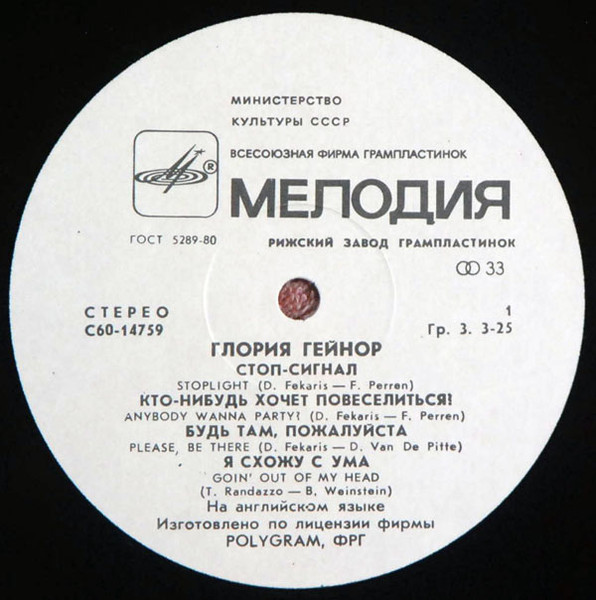 МИНИСТЕРСТВО
КУЛЬТУРЫ СССР
ВСЕСОЮЗНАЯ ФИРМА ГРАМПЛАСТИНОК
®
МЕЛОДИЯ
ГОСТ 5289-80
РИЖСКИЙ ЗАВОД ГРАМПЛАСТИНОК
33
СТЕРЕО
1
С60-14759
Гр. 3. 3-25
ГЛОРИЯ ГЕЙНОР
СТОП-СИГНАЛ
STOPLIGHT (D. Fekaris — F. Perren)
КТО-НИБУДЬ ХОЧЕТ ПОВЕСЕЛИТЬСЯ?
ANYBODY WANNA PARTY? (D. Fekaris — F. Perren)
БУДЬ ТАМ, ПОЖАЛУЙСТА
PLEASE, BE THERE (D. Fekaris — D. Van De Pitte)
Я СХОЖУ С УМА
GOIN' OUT OF MY HEAD
(T. Randazzo — B. Weinstein)
На английском языке
Изготовлено по лицензии фирмы
POLYGRAM, ФРГ